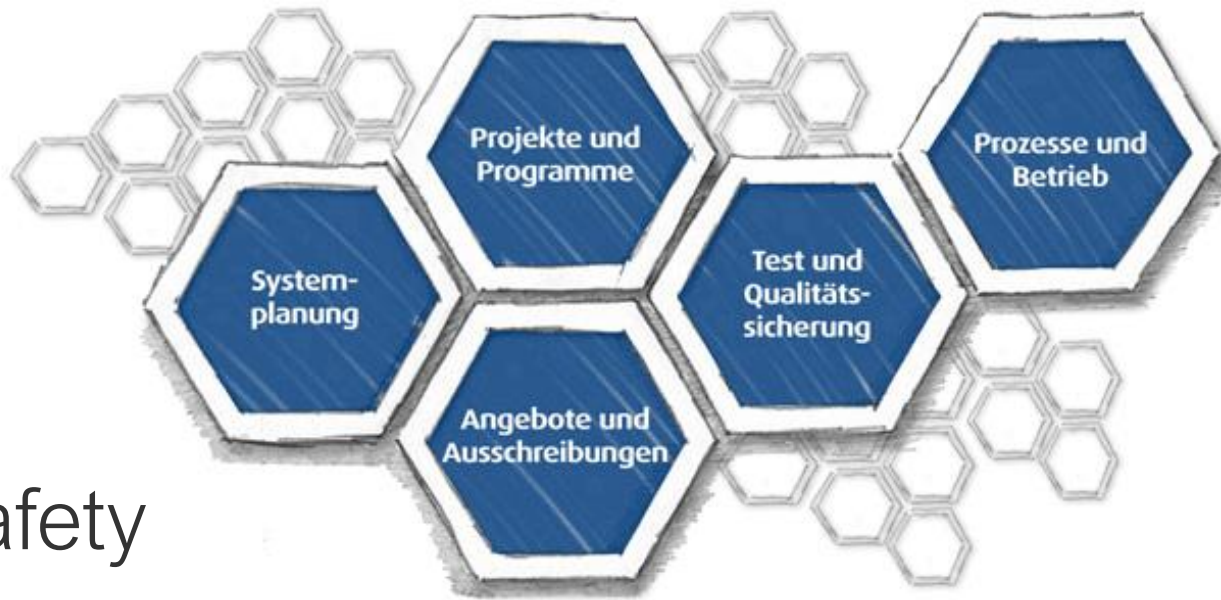 Projekte und
Programme
Prozesse und
Betrieb
System-
planung
Test und
Qualitäts-
sicherung
Angebote und
Ausschreibungen
afety